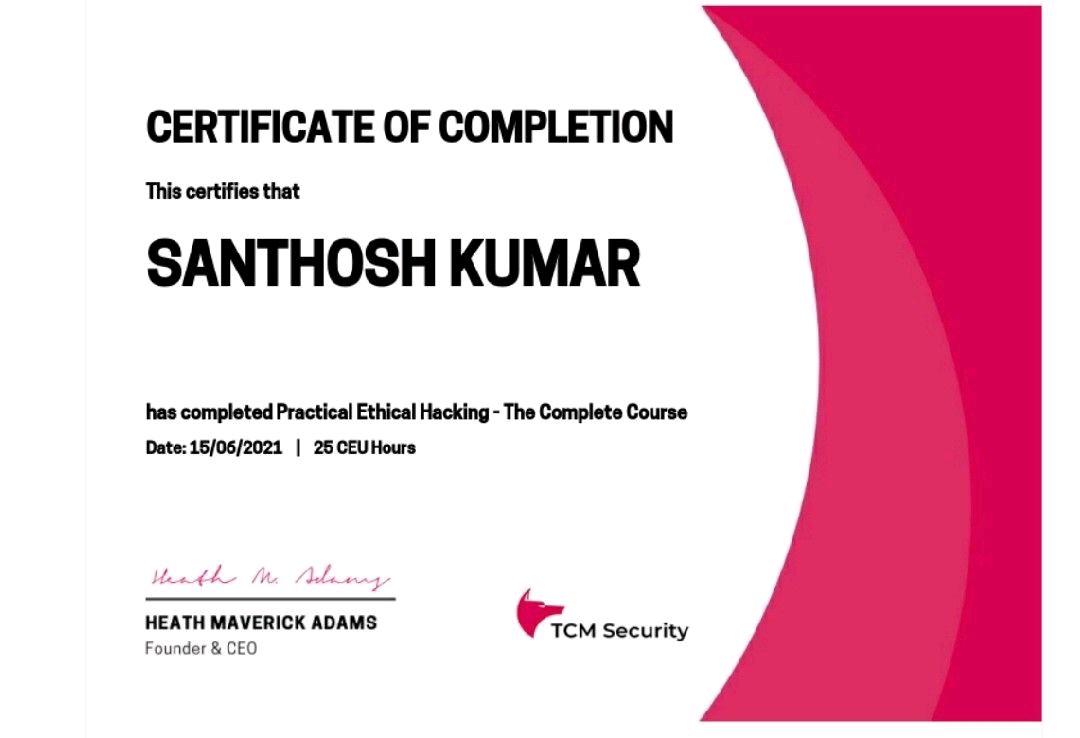 CERTIFICATE OF COMPLETION
This certifies that
SANTHOSH KUMAR
has completed Practical Ethical Hacking - The Complete Course
Date: 15/06/2021 | 25 CEU Hours
Heath M. Adams
HEATH MAVERICK ADAMS
Founder & CEO
TCM Security